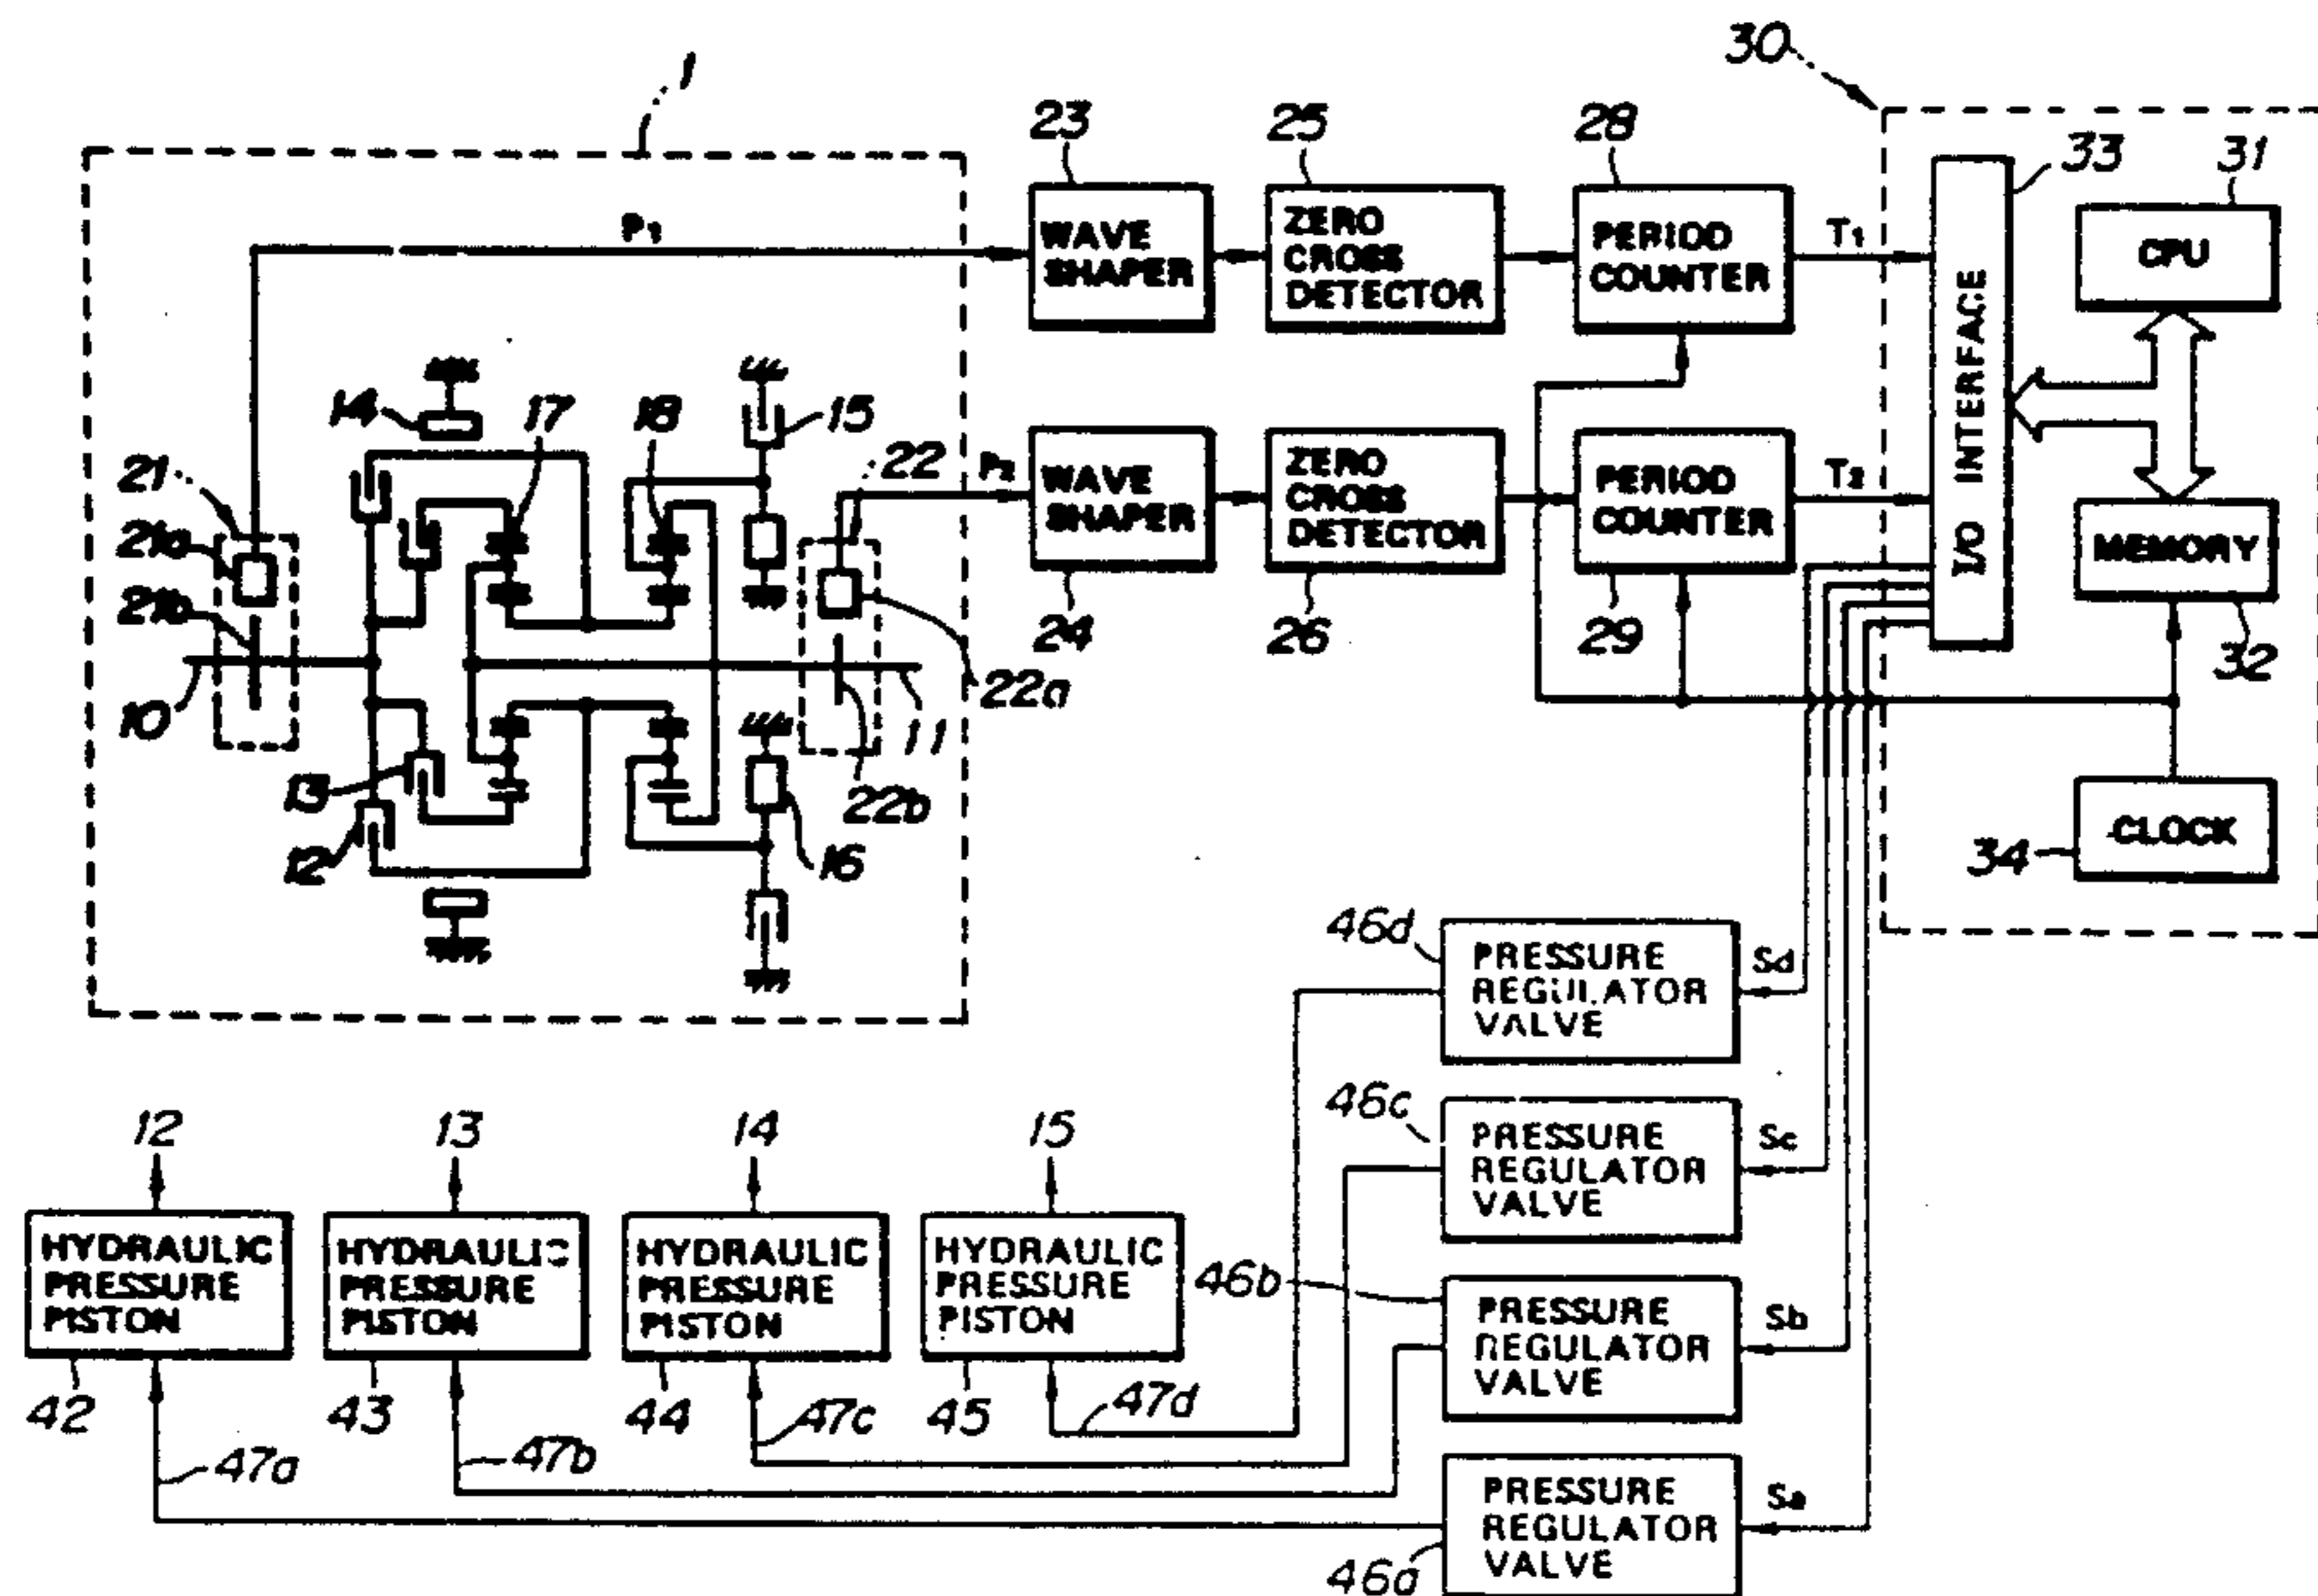 30
1
23
25
28
33
31
P1
WAVE
SHAPER
ZERO
CROSS
DETECTOR
PERIOD
COUNTER
T1
I/O INTERFACE
CPU
14
17
18
15
22
P2
WAVE
SHAPER
ZERO
CROSS
DETECTOR
PERIOD
COUNTER
T2
MEMORY
21
21a
21b
24
26
29
32
10
22a
11
13
22b
12
16
34
CLOCK
46d
PRESSURE
REGULATOR
VALVE
Sd
46c
PRESSURE
REGULATOR
VALVE
Sc
12
13
14
15
HYDRAULIC
PRESSURE
PISTON
HYDRAULIC
PRESSURE
PISTON
HYDRAULIC
PRESSURE
PISTON
HYDRAULIC
PRESSURE
PISTON
46b
PRESSURE
REGULATOR
VALVE
Sb
42
43
44
45
47a
47b
47c
47d
PRESSURE
REGULATOR
VALVE
Sa
46a